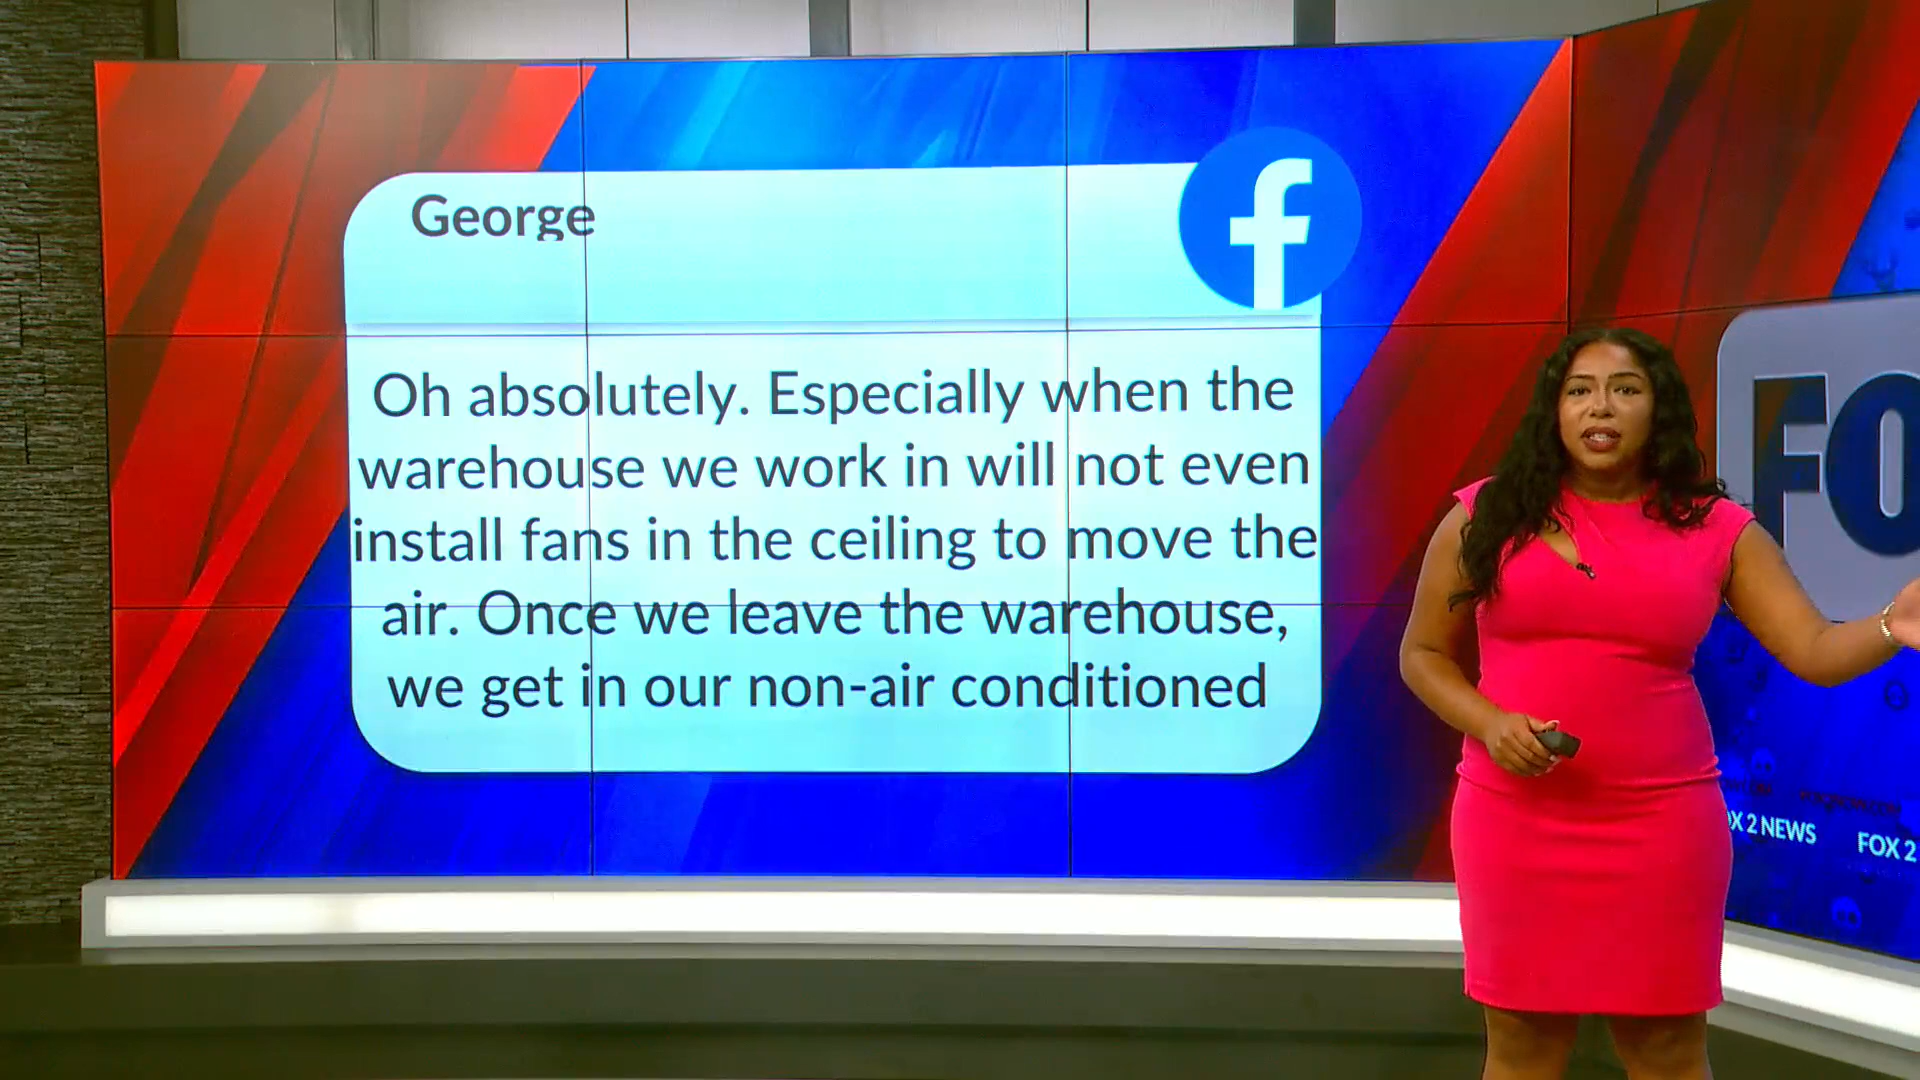 George
f
Oh absolutely. Especially when the
warehouse we work in will not even
install fans in the ceiling to move the
air. Once we leave the warehouse,
we get in our non-air conditioned
FO
OX 2 NEWS
FOX 2